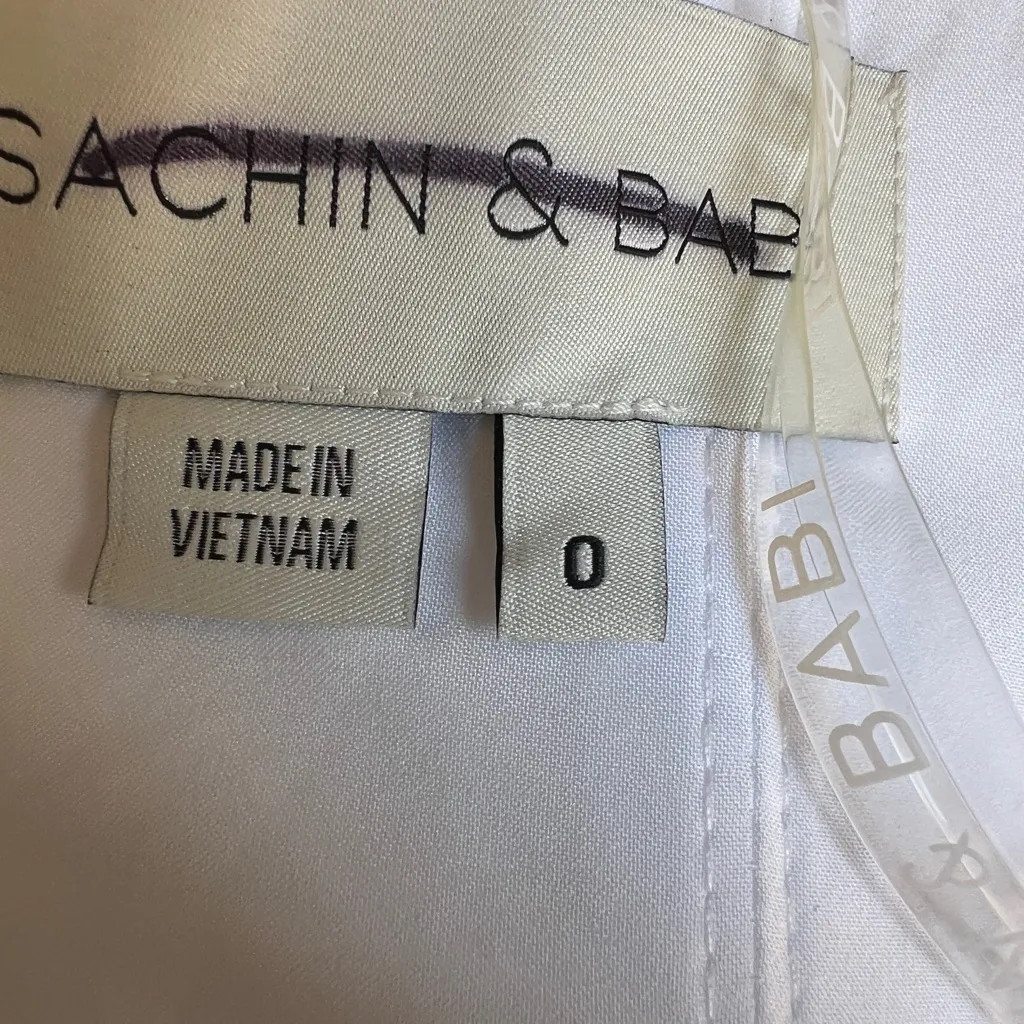 SACHIN & BAB
MADE IN
VIETNAM
0
BABI
&